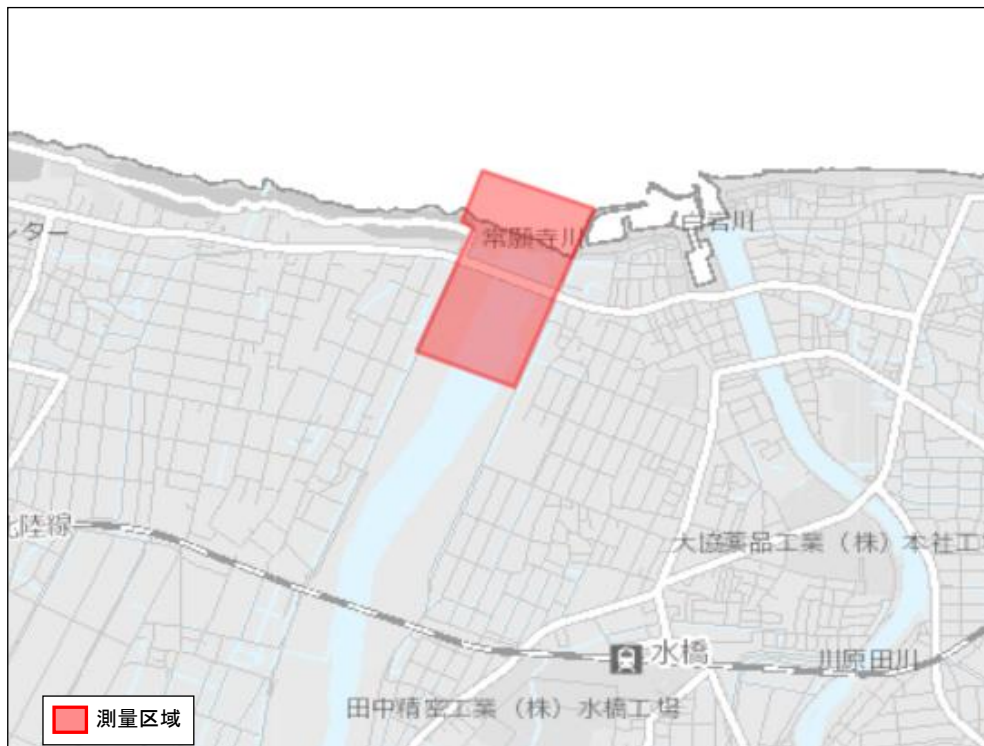 常願寺川
白岩川
ンター
北陸線
大協薬品工業（株）本社工場
水橋
川原田川
田中精密工業（株）水橋工場
測量区域